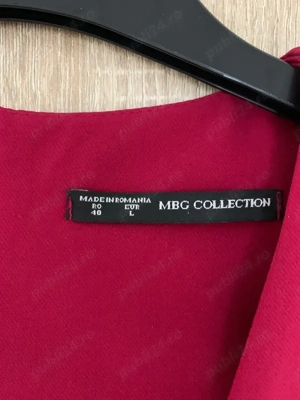 MADE IN ROMANIA
RO EUR
40 L
MBG COLLECTION